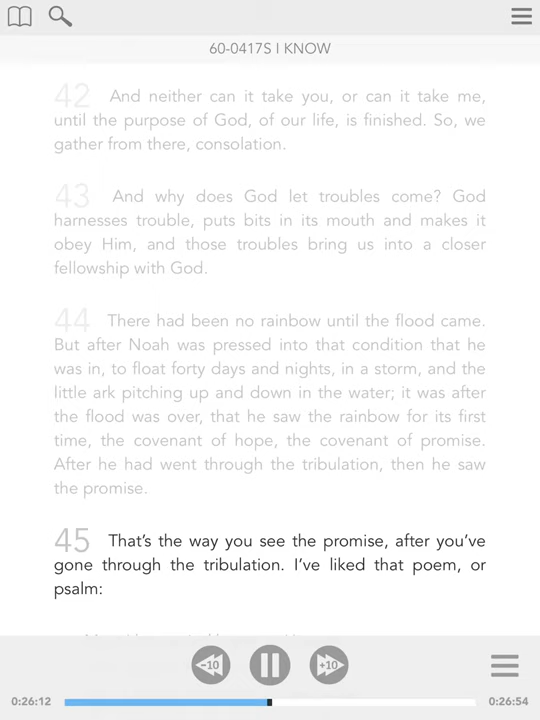 60-0417S I KNOW
42 And neither can it take you, or can it take me,
until the purpose of God, of our life, is finished. So, we
gather from there, consolation.
43 And why does God let troubles come? God
harnesses trouble, puts bits in its mouth and makes it
obey Him, and those troubles bring us into a closer
fellowship with God.
44 There had been no rainbow until the flood came.
But after Noah was pressed into that condition that he
was in, to float forty days and nights, in a storm, and the
little ark pitching up and down in the water; it was after
the flood was over, that he saw the rainbow for its first
time, the covenant of hope, the covenant of promise.
After he had went through the tribulation, then he saw
the promise.
45 That’s the way you see the promise, after you’ve
gone through the tribulation. I’ve liked that poem, or
psalm:
-10 +10
0:26:12 0:26:54